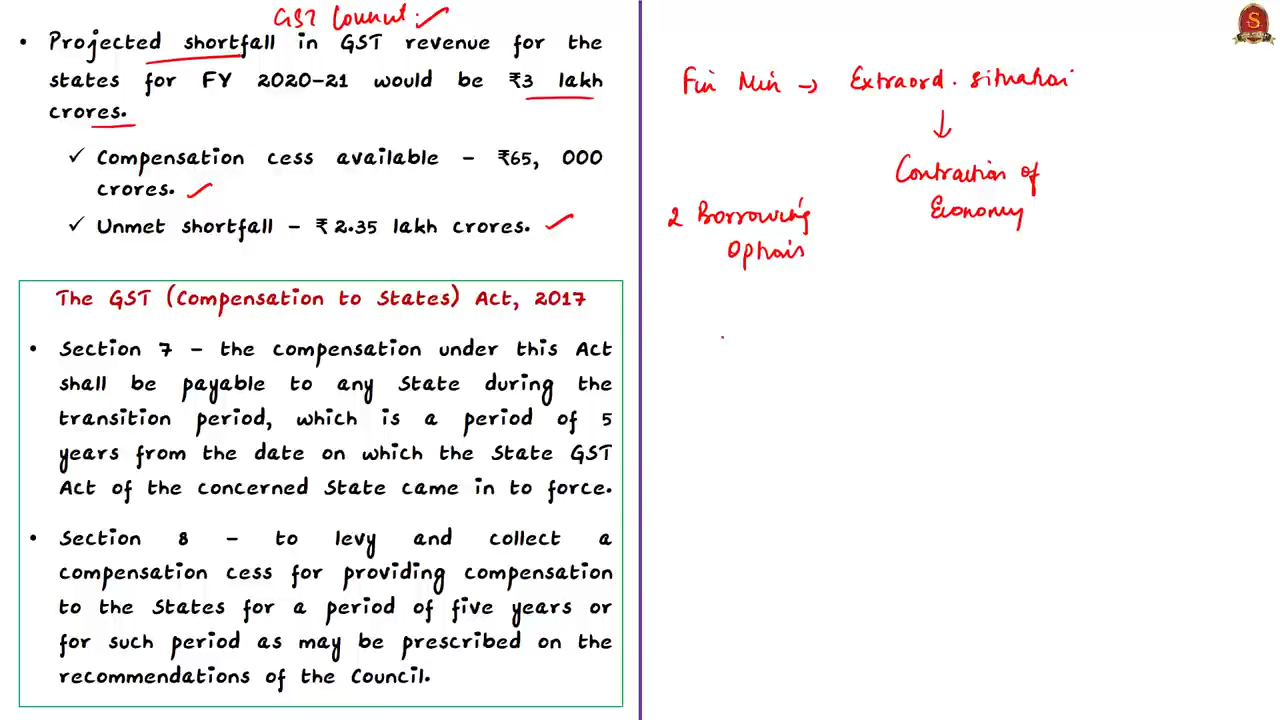 GST Council:
• Projected shortfall in GST revenue for the
states for FY 2020-21 would be ₹3 lakh
crores.
✓ Compensation cess available - ₹65, 000
crores.
✓ Unmet shortfall - ₹ 2.35 lakh crores.
The GST (Compensation to States) Act, 2017
• Section 7 - the compensation under this Act
shall be payable to any State during the
transition period, which is a period of 5
years from the date on which the State GST
Act of the concerned State came in to force.
• Section 8 - to levy and collect a
compensation cess for providing compensation
to the States for a period of five years or
for such period as may be prescribed on the
recommendations of the Council.
Fin Min → Extraord. situation
↓
Contraction of
Economy
2 Borrowing
Options